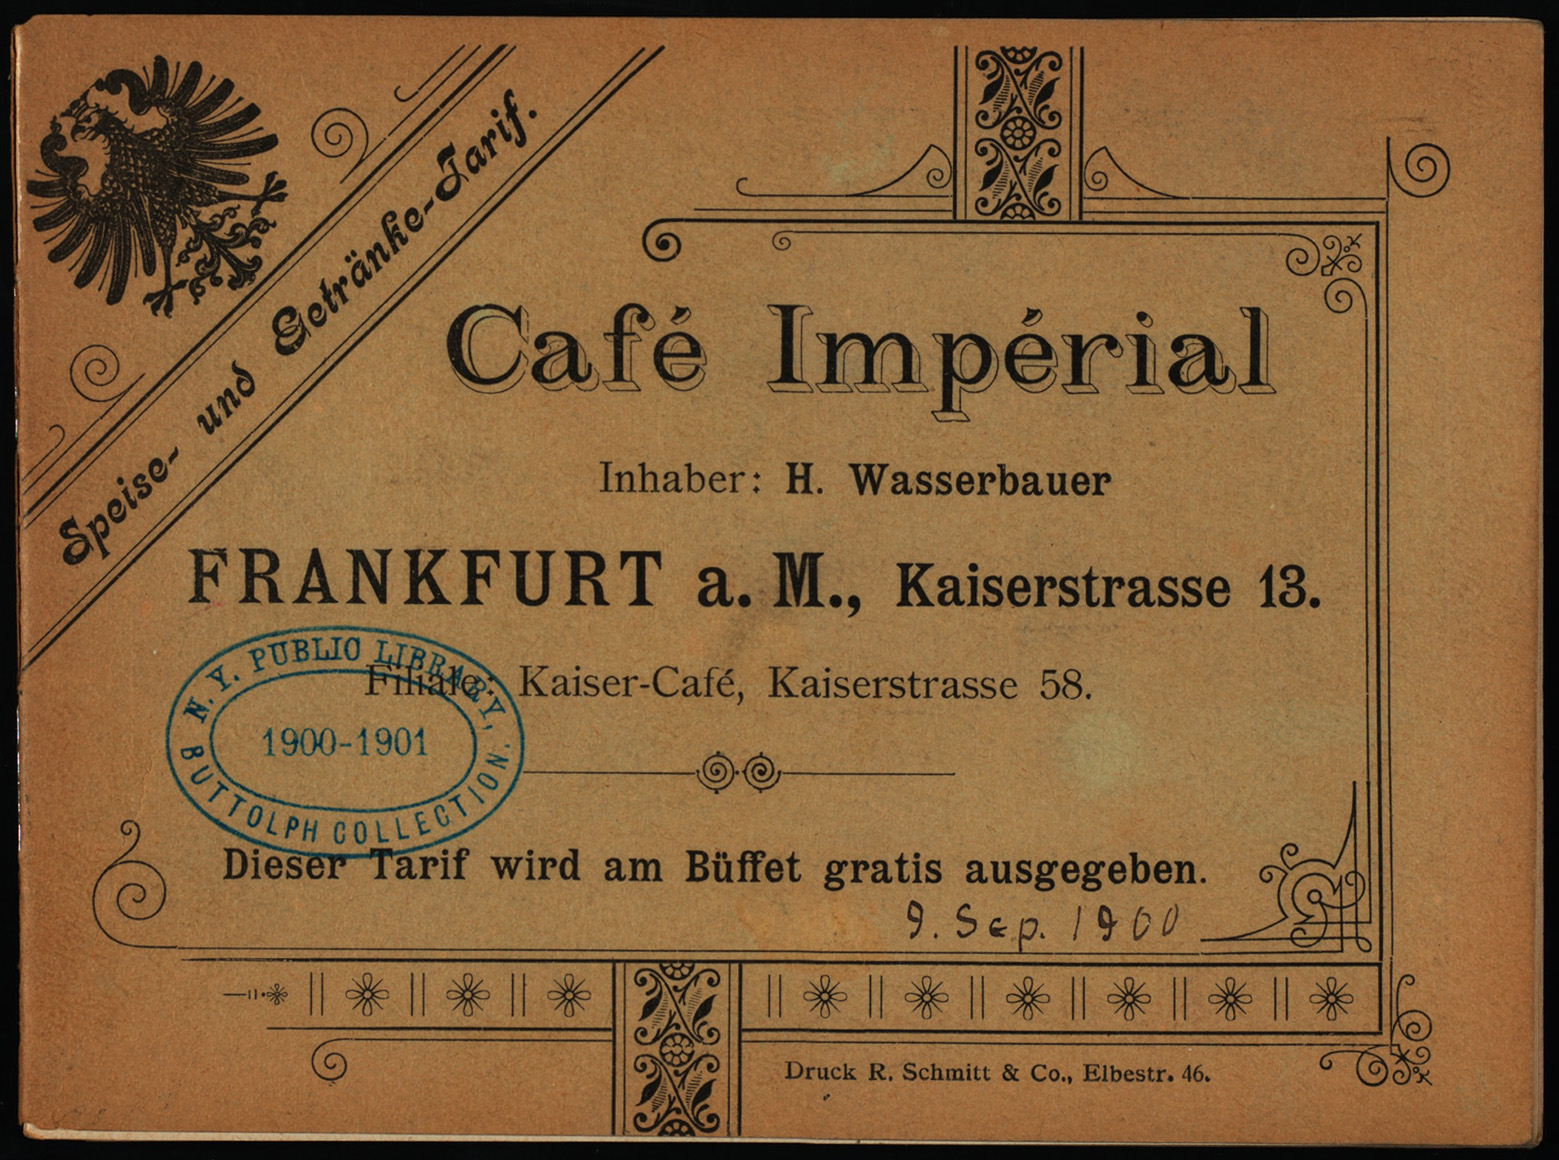 Speise- und Getränke-Tarif.
Café Impérial
Inhaber: H. Wasserbauer
FRANKFURT a. M., Kaiserstrasse 13.
Filiale: Kaiser-Café, Kaiserstrasse 58.
N. Y. PUBLIC LIBRARY,
1900-1901
BUTTOLPH COLLECTION.
Dieser Tarif wird am Büffet gratis ausgegeben.
9. Sep. 1900
Druck R. Schmitt & Co., Elbestr. 46.